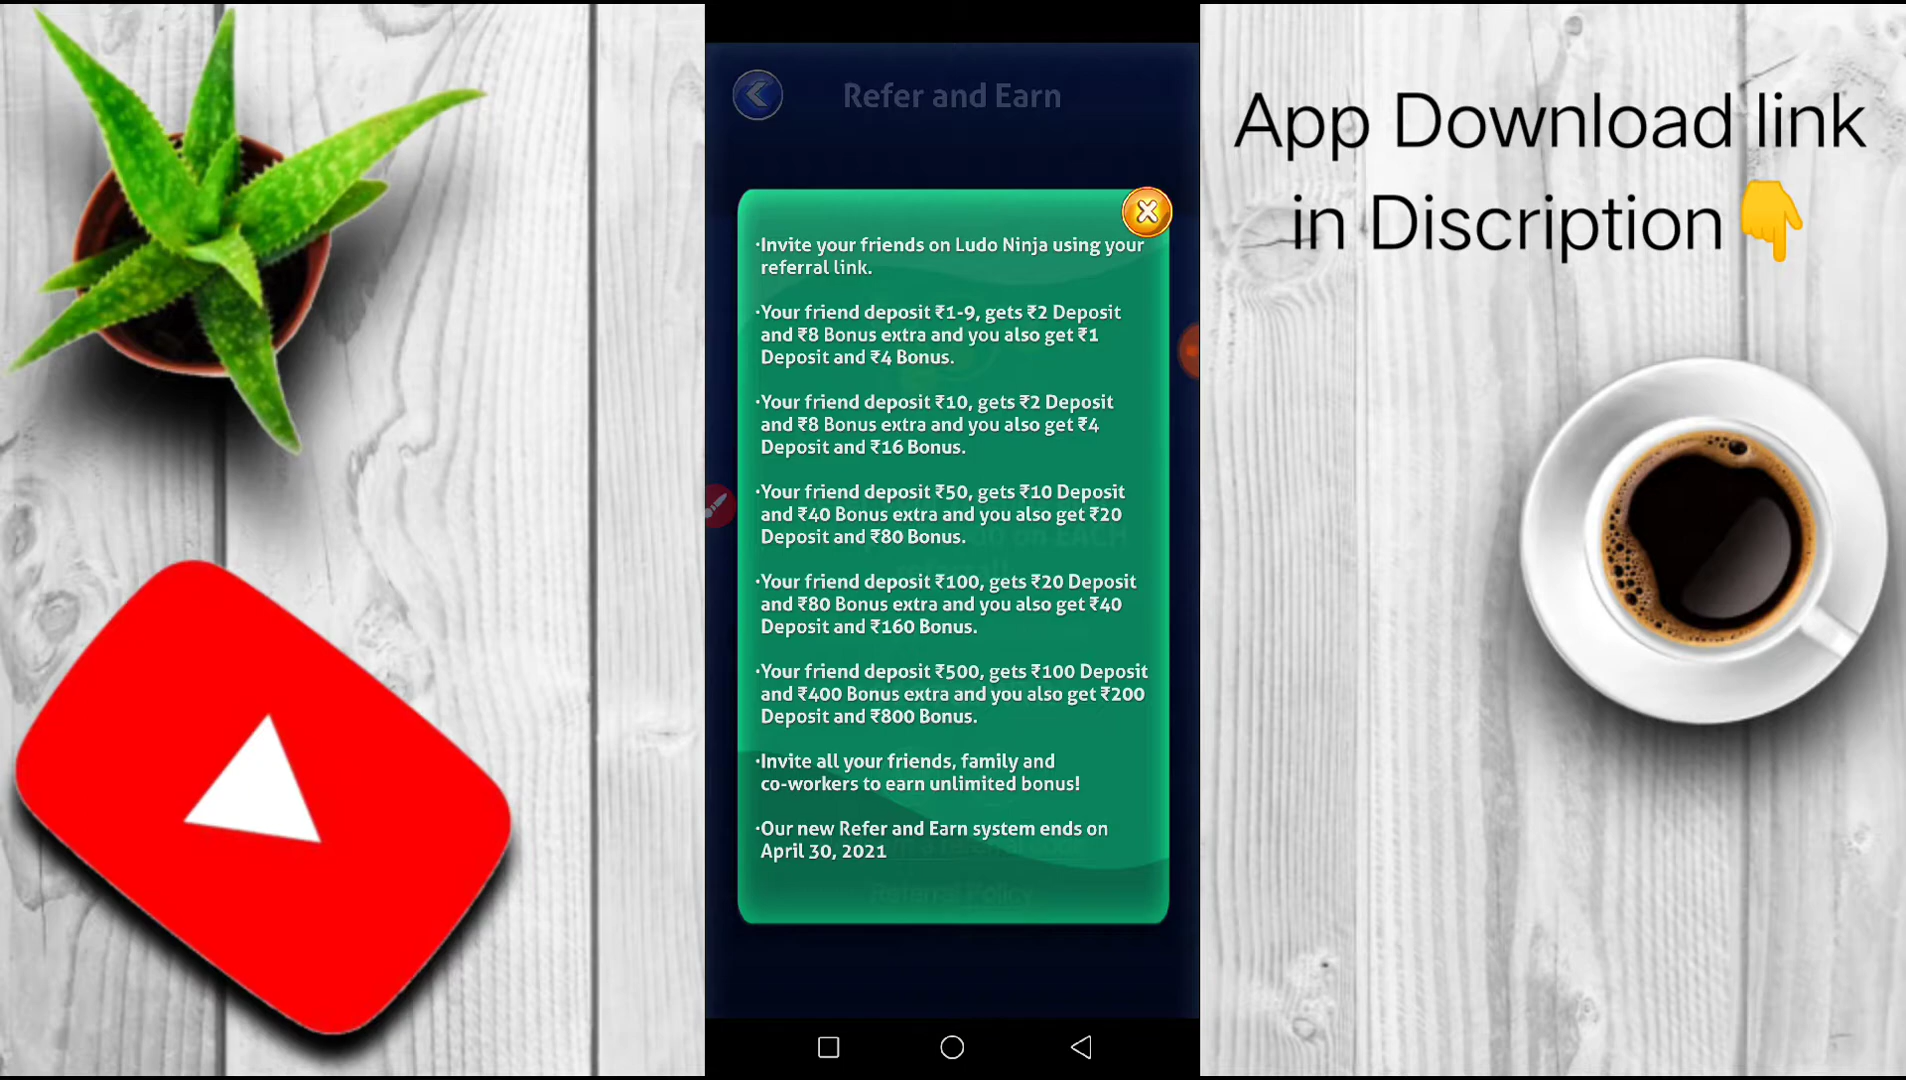 Refer and Earn
·Invite your friends on Ludo Ninja using your
referral link.
·Your friend deposit ₹1-9, gets ₹2 Deposit
and ₹8 Bonus extra and you also get ₹1
Deposit and ₹4 Bonus.
·Your friend deposit ₹10, gets ₹2 Deposit
and ₹8 Bonus extra and you also get ₹4
Deposit and ₹16 Bonus.
·Your friend deposit ₹50, gets ₹10 Deposit
and ₹40 Bonus extra and you also get ₹20
Deposit and ₹80 Bonus.
·Your friend deposit ₹100, gets ₹20 Deposit
and ₹80 Bonus extra and you also get ₹40
Deposit and ₹160 Bonus.
·Your friend deposit ₹500, gets ₹100 Deposit
and ₹400 Bonus extra and you also get ₹200
Deposit and ₹800 Bonus.
·Invite all your friends, family and
co-workers to earn unlimited bonus!
·Our new Refer and Earn system ends on
April 30, 2021
Referral Policy
App Download link
in Discription👇